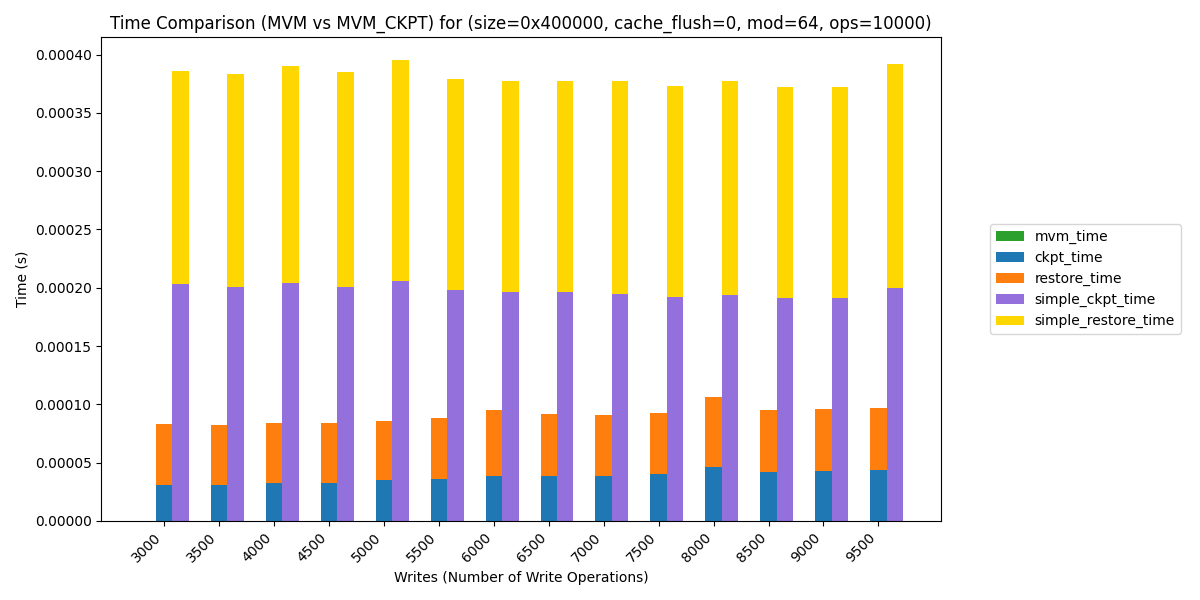 Time Comparison (MVM vs MVM_CKPT) for (size=0x400000, cache_flush=0, mod=64, ops=10000)
Time (s)
0.00040
0.00035
0.00030
0.00025
0.00020
0.00015
0.00010
0.00005
0.00000
3000 3500 4000 4500 5000 5500 6000 6500 7000 7500 8000 8500 9000 9500
Writes (Number of Write Operations)
mvm_time
ckpt_time
restore_time
simple_ckpt_time
simple_restore_time